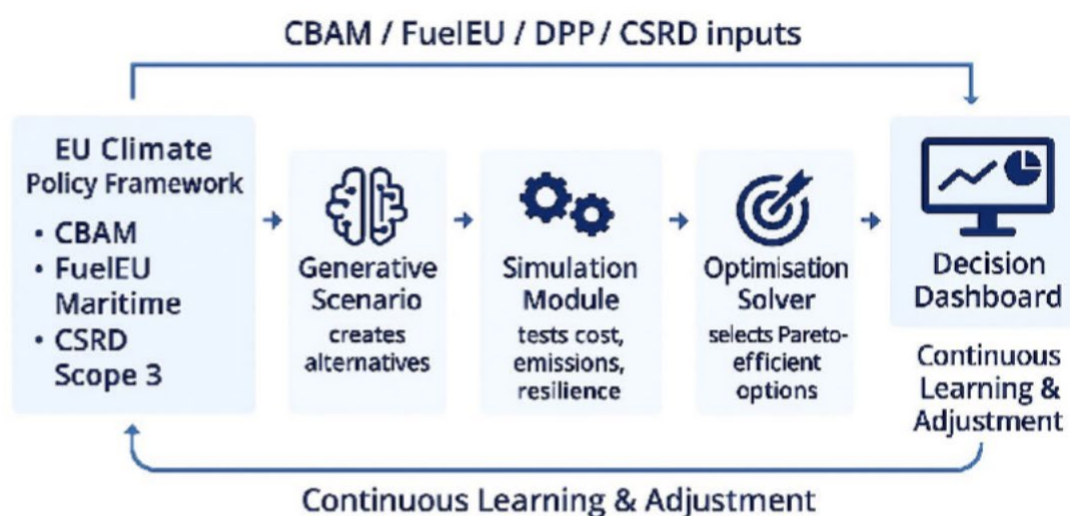 CBAM / FuelEU / DPP / CSRD inputs
EU Climate
Policy Framework
• CBAM
• FuelEU
Maritime
• CSRD
Scope 3
Generative
Scenario
creates
alternatives
Simulation
Module
tests cost,
emissions,
resilience
Optimisation
Solver
selects Pareto-
efficient
options
Decision
Dashboard
Continuous
Learning &
Adjustment
Continuous Learning & Adjustment